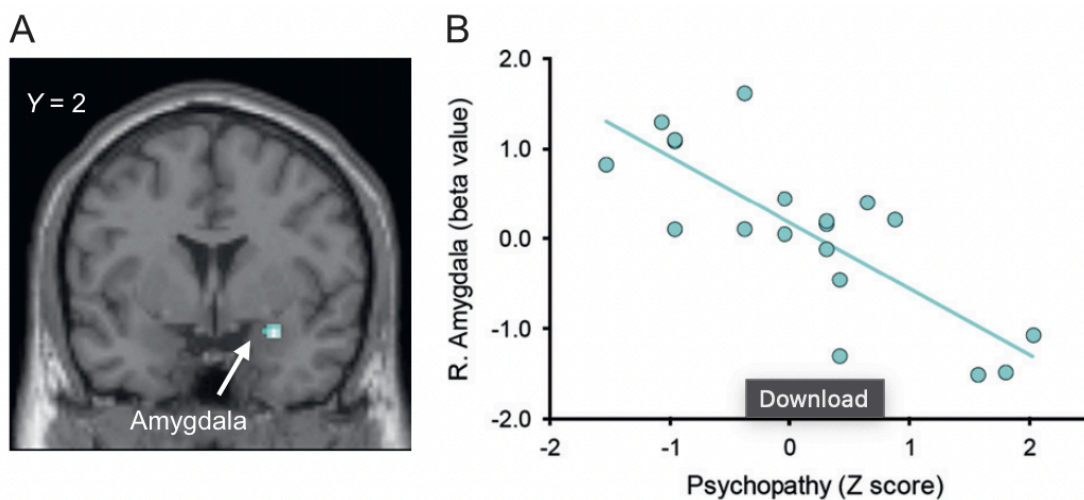 A
Y = 2
Amygdala
B
R. Amygdala (beta value)
2.0
1.0
0.0
-1.0
-2.0
-2
-1
0
1
2
Download
Psychopathy (Z score)